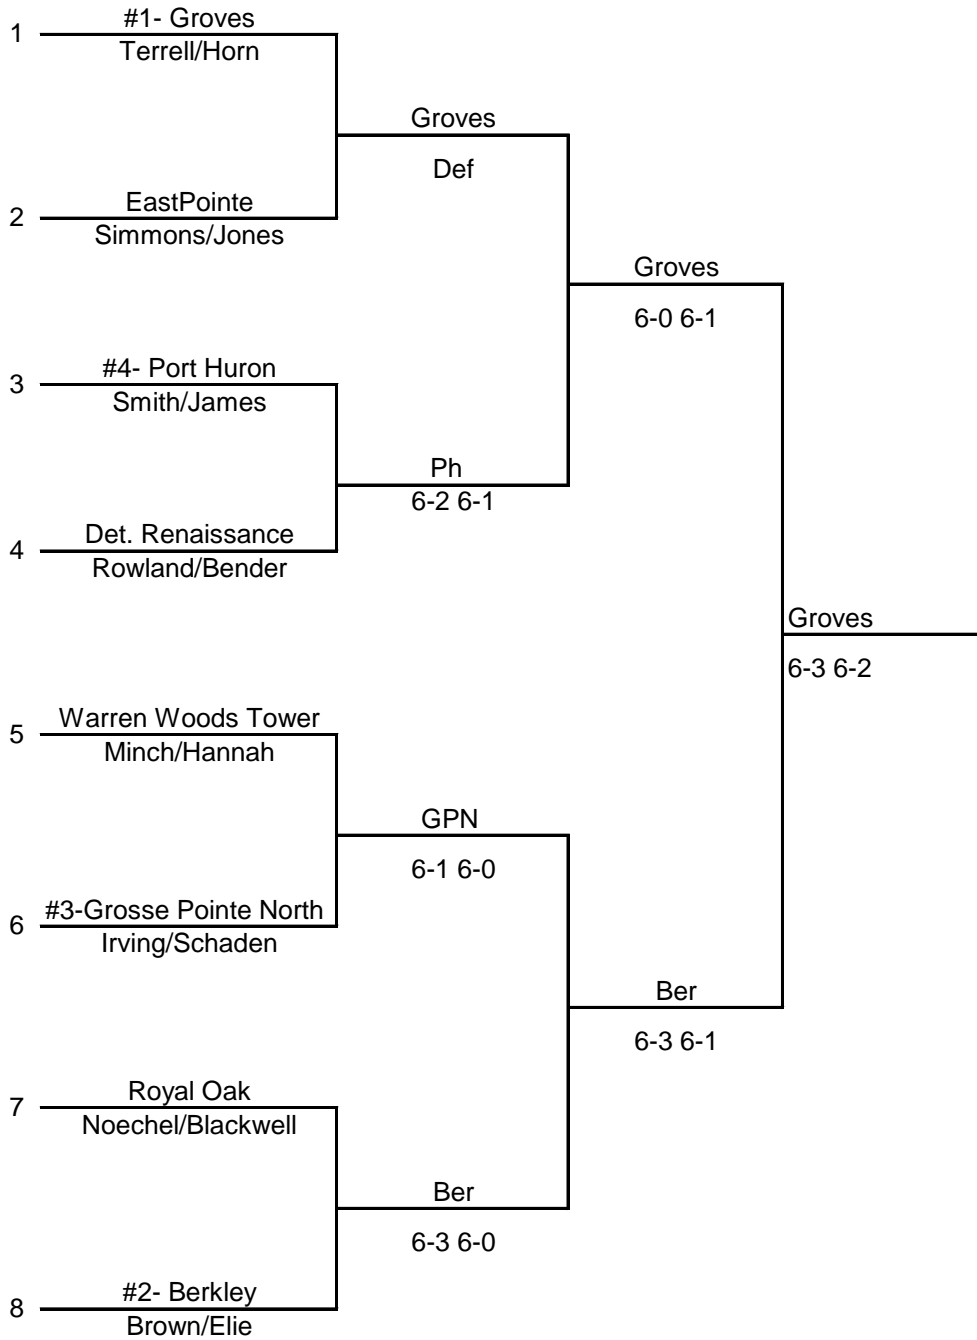 #1- Groves
1
Terrell/Horn
Groves
Def
EastPointe
2
Simmons/Jones
Groves
6-0 6-1
#4- Port Huron
3
Smith/James
Ph
6-2 6-1
Det. Renaissance
4
Rowland/Bender
Groves
6-3 6-2
Warren Woods Tower
5
Minch/Hannah
GPN
6-1 6-0
#3-Grosse Pointe North
6
Irving/Schaden
Ber
6-3 6-1
Royal Oak
7
Noechel/Blackwell
Ber
6-3 6-0
#2- Berkley
8
Brown/Elie